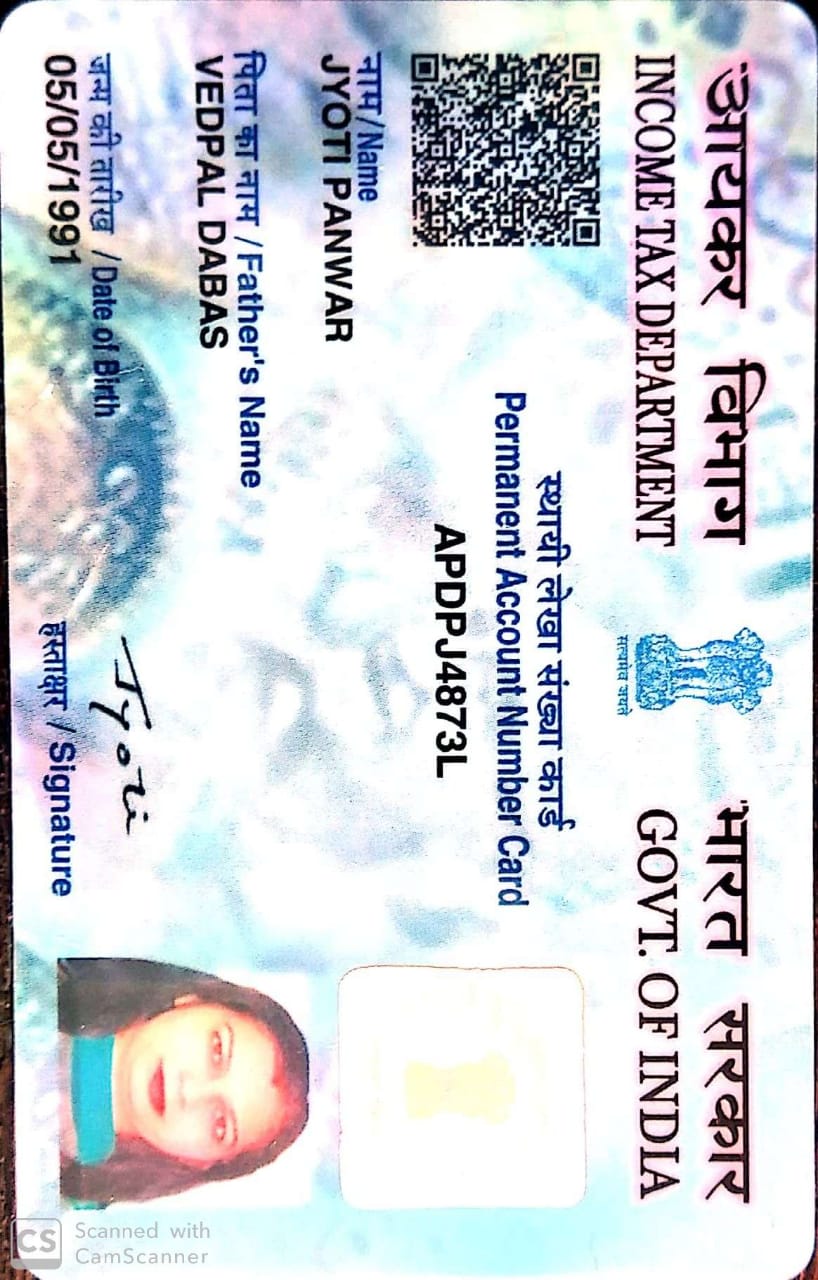 आयकर विभाग
INCOME TAX DEPARTMENT
सत्यमेव जयते
भारत सरकार
GOVT. OF INDIA
स्थायी लेखा संख्या कार्ड
Permanent Account Number Card
APDPJ4873L
नाम / Name
JYOTI PANWAR
पिता का नाम / Father's Name
VEDPAL DABAS
जन्म की तारीख / Date of Birth
05/05/1991
Jyoti
हस्ताक्षर / Signature
CS
Scanned with
CamScanner